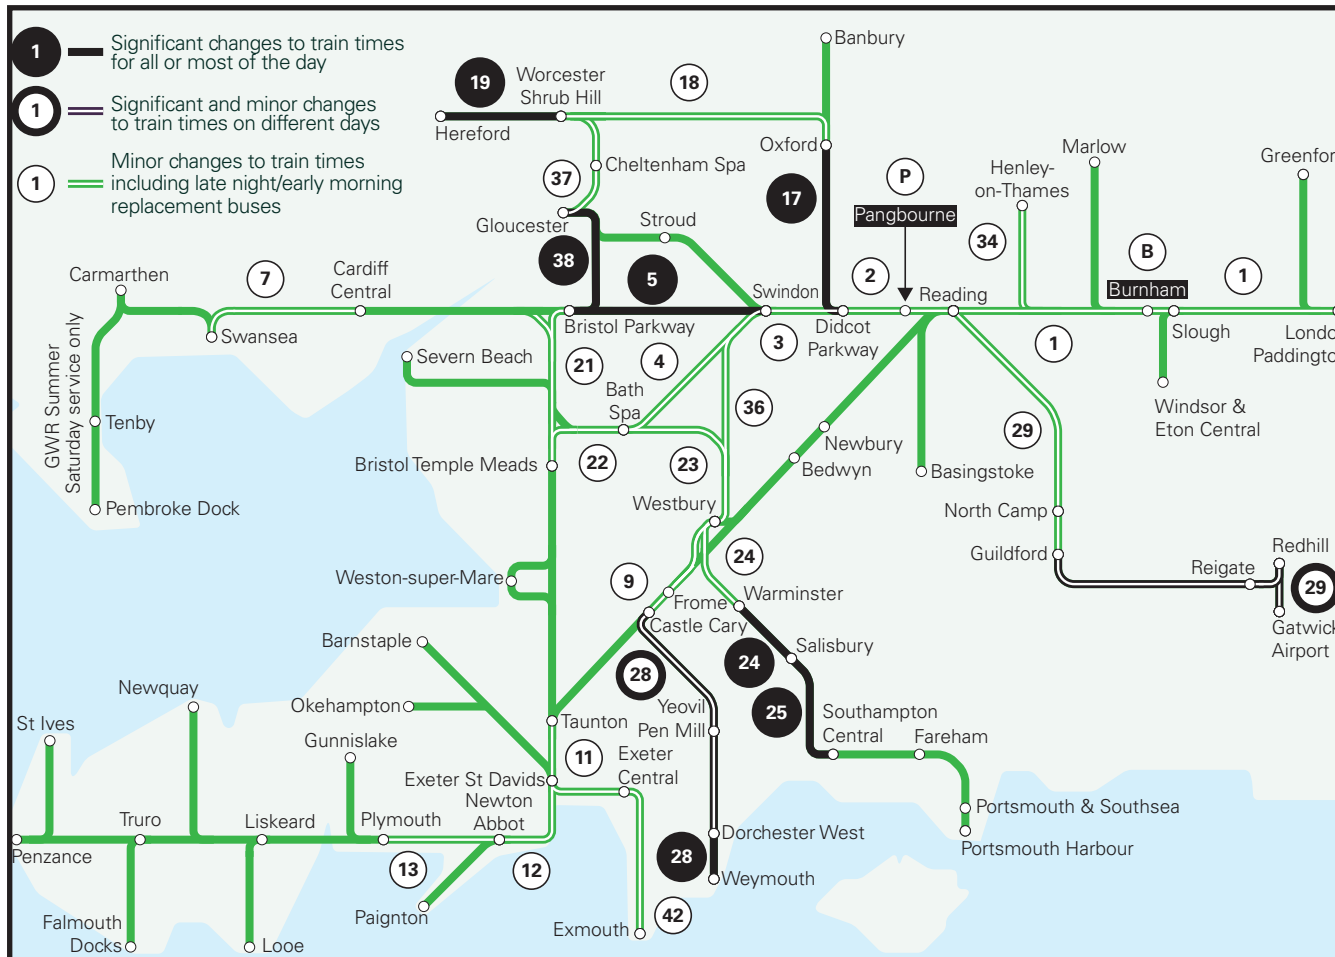 1
Significant changes to train times
for all or most of the day
1
Significant and minor changes
to train times on different days
1
Minor changes to train times
including late night/early morning
replacement buses
Banbury
19
Worcester
Shrub Hill
18
Hereford
Oxford
Marlow
Greenford
Cheltenham Spa
37
17
P
Henley-
on-Thames
Gloucester
Stroud
Pangbourne
34
38
5
2
B
Carmarthen
7
Cardiff
Central
Swindon
Reading
Burnham
1
Swansea
Bristol Parkway
3
Didcot
Parkway
1
Slough
London
Paddington
Severn Beach
21
4
GWR Summer
Saturday service only
Tenby
Bath
Spa
36
Windsor &
Eton Central
29
Newbury
Bristol Temple Meads
22
23
Bedwyn
Basingstoke
Pembroke Dock
Westbury
North Camp
Guildford
Redhill
24
Reigate
Weston-super-Mare
9
29
Frome
Warminster
Castle Cary
Gatwick
Airport
Barnstaple
Salisbury
24
28
Newquay
Okehampton
Yeovil
Pen Mill
25
St Ives
Taunton
Southampton
Central
Fareham
Gunnislake
11
Exeter
Central
Exeter St Davids
Newton
Abbot
Portsmouth & Southsea
Truro
Liskeard
Plymouth
Dorchester West
Penzance
Portsmouth Harbour
13
12
28
Weymouth
Paignton
42
Falmouth
Docks
Looe
Exmouth